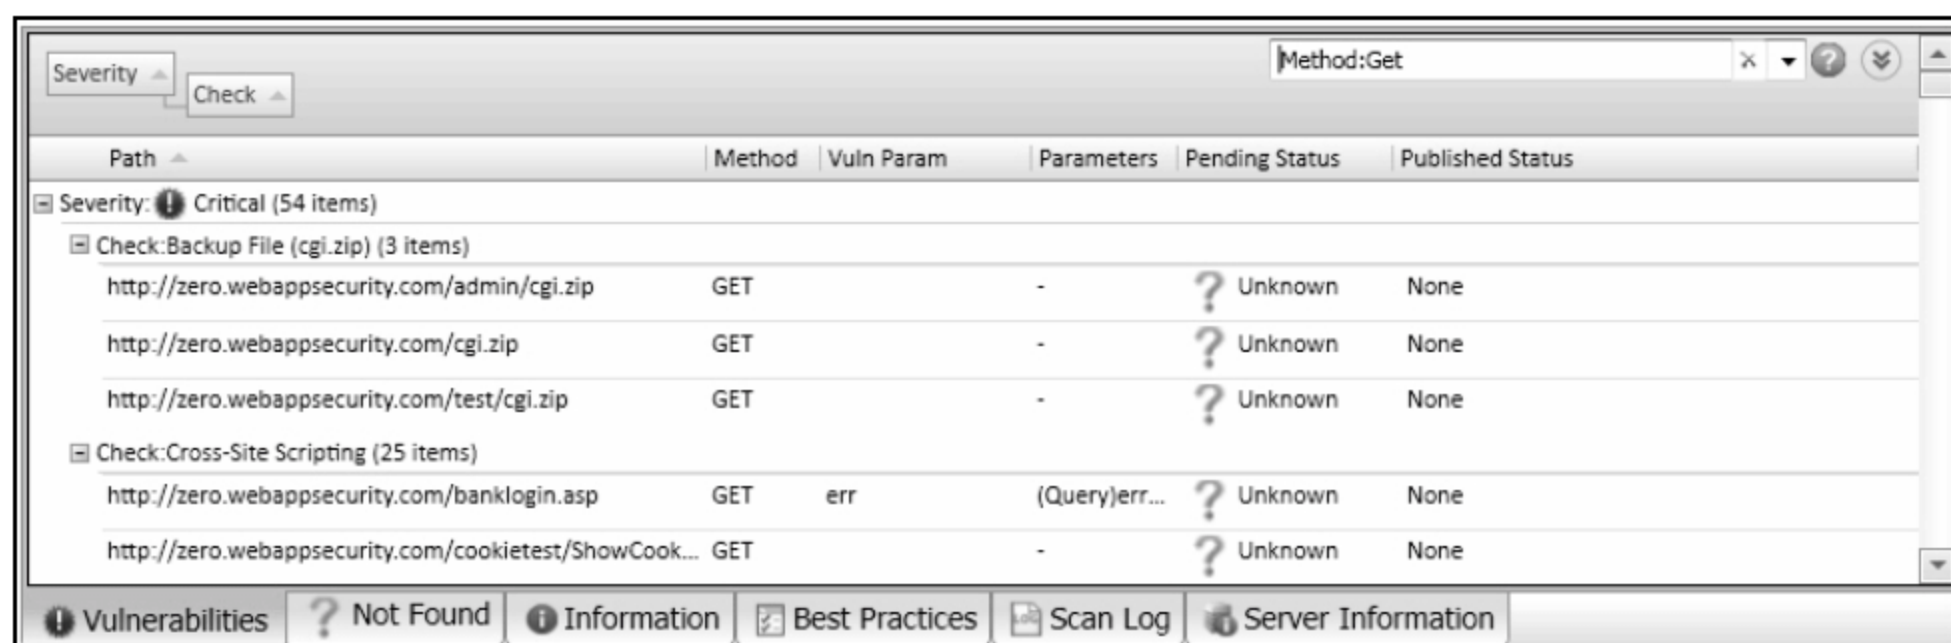 Severity
Method:Get
Check
Path Method Vuln Param Parameters Pending Status Published Status
Severity: Critical (54 items)
Check:Backup File (cgi.zip) (3 items)
http://zero.webappsecurity.com/admin/cgi.zip GET - ? Unknown None
http://zero.webappsecurity.com/cgi.zip GET - ? Unknown None
http://zero.webappsecurity.com/test/cgi.zip GET - ? Unknown None
Check:Cross-Site Scripting (25 items)
http://zero.webappsecurity.com/banklogin.asp GET err (Query)err... ? Unknown None
http://zero.webappsecurity.com/cookietest/ShowCook... GET - ? Unknown None
Vulnerabilities ? Not Found Information Best Practices Scan Log Server Information